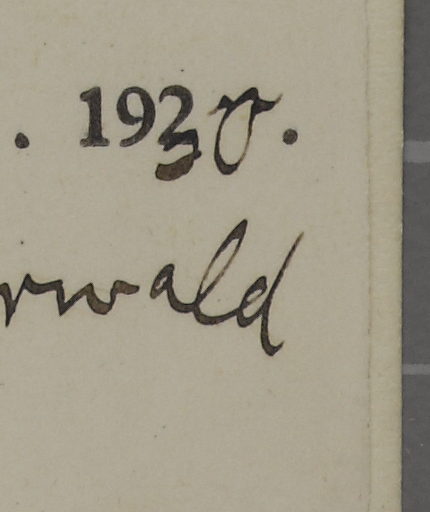 . 1930.
rwald